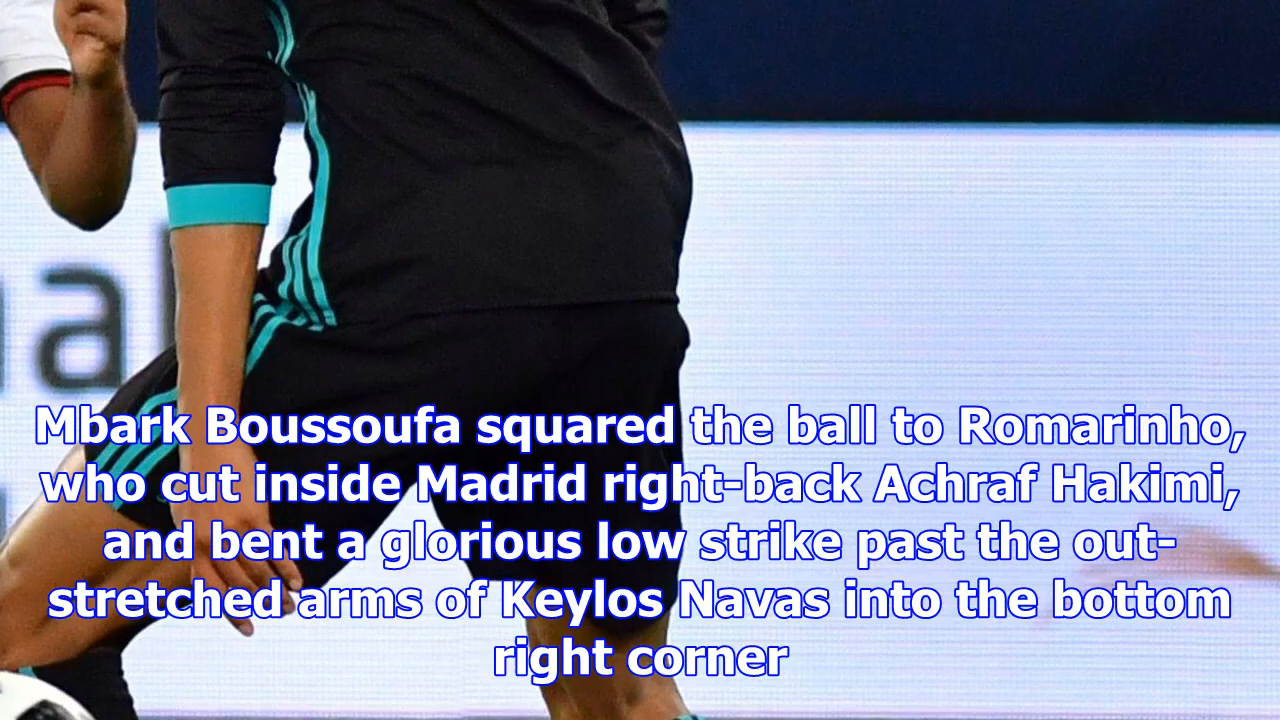 al
Mbark Boussoufa squared the ball to Romarinho,
who cut inside Madrid right-back Achraf Hakimi,
and bent a glorious low strike past the out-
stretched arms of Keylos Navas into the bottom
right corner